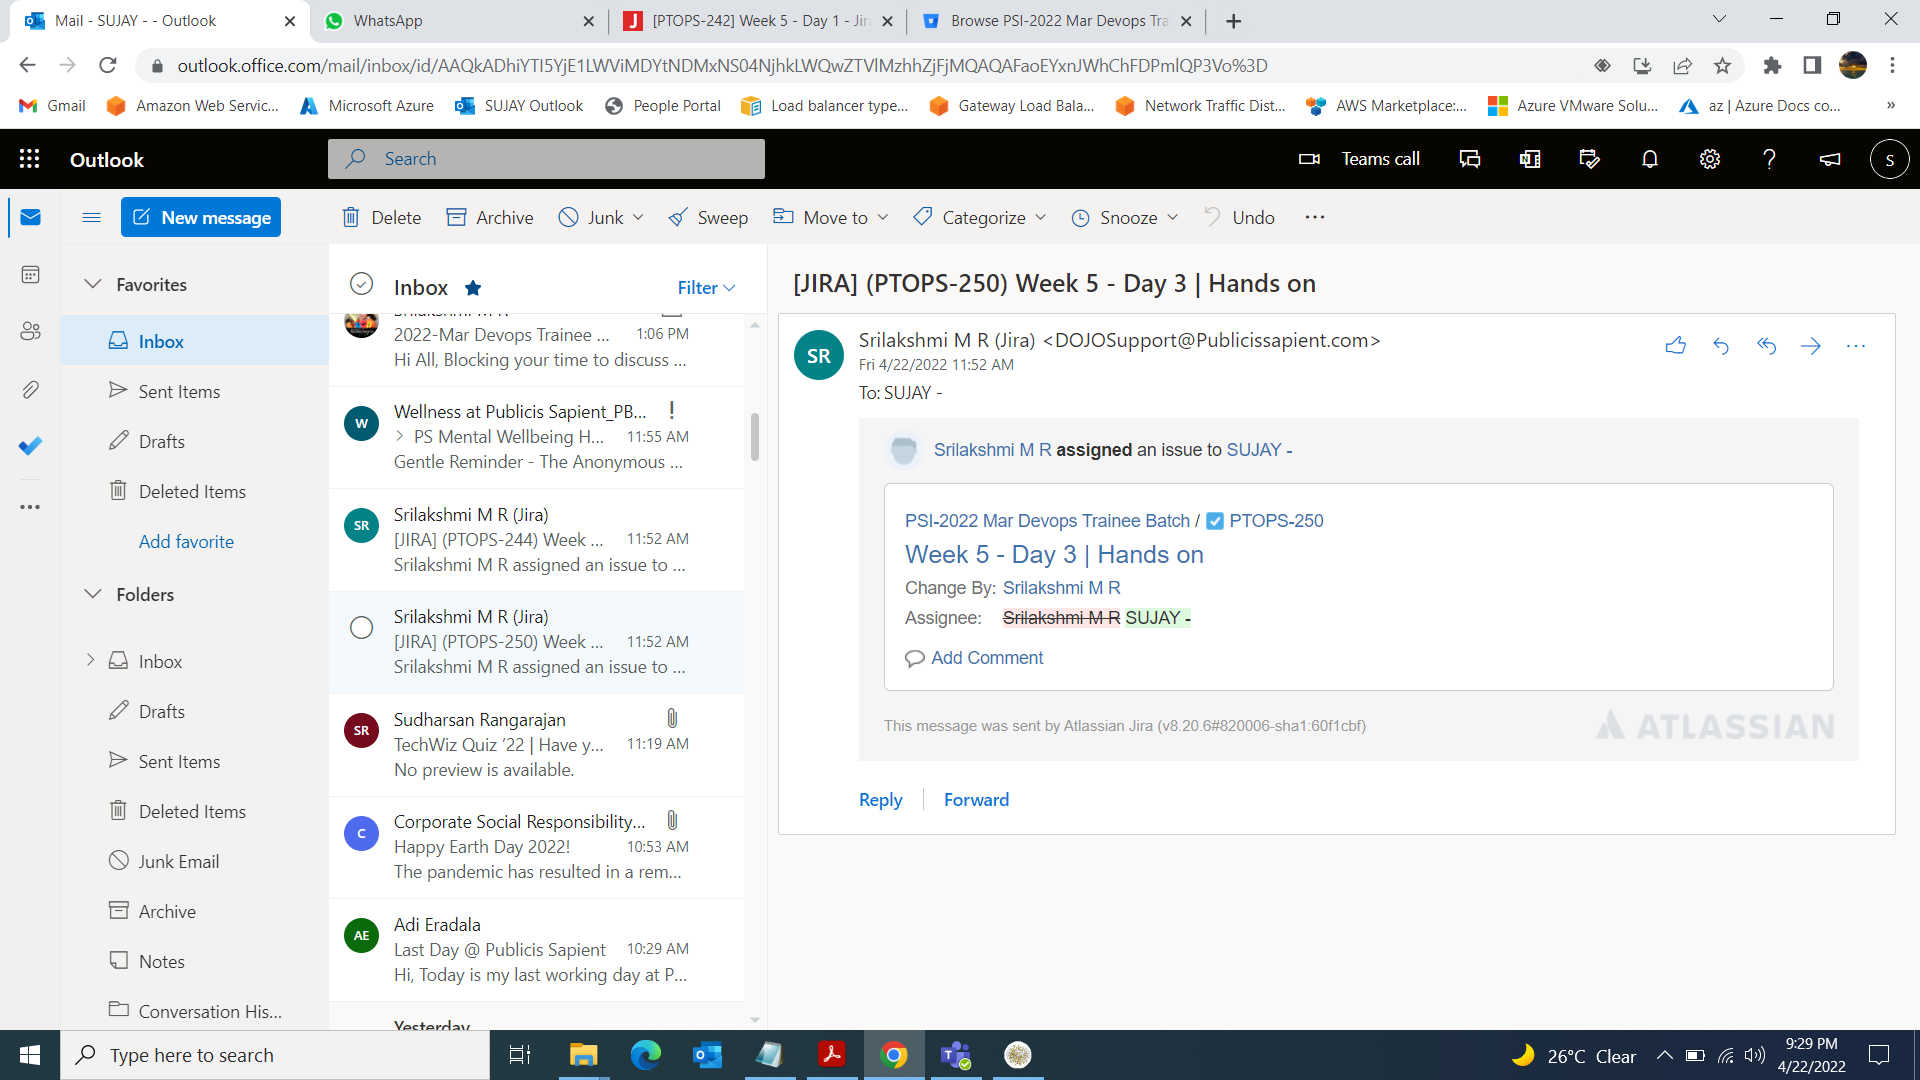 Mail - SUJAY - - Outlook
WhatsApp
[PTOPS-242] Week 5 - Day 1 - Jir
Browse PSI-2022 Mar Devops Tra
outlook.office.com/mail/inbox/id/AAQkADhiYTI5YjE1LWViMDYtNDMxNS04NjhkLWQwZTVlMzhhZjFjMQAQAFaoEYxnJWhChFDPmlQP3Vo%3D
Gmail
Amazon Web Servic...
Microsoft Azure
SUJAY Outlook
People Portal
Load balancer type...
Gateway Load Bala...
Network Traffic Dist...
AWS Marketplace:...
Azure VMware Solu...
az | Azure Docs co...
Outlook
Search
Teams call
S
New message
Delete
Archive
Junk
Sweep
Move to
Categorize
Snooze
Undo
Favorites
Inbox
Sent Items
Drafts
Deleted Items
Add favorite
Folders
Inbox
Drafts
Sent Items
Deleted Items
Junk Email
Archive
Notes
Conversation His...
Inbox
Filter
2022-Mar Devops Trainee ... 1:06 PM
Hi All, Blocking your time to discuss ...
W
Wellness at Publicis Sapient_PB...
PS Mental Wellbeing H... 11:55 AM
Gentle Reminder - The Anonymous ...
SR
Srilakshmi M R (Jira)
[JIRA] (PTOPS-244) Week ... 11:52 AM
Srilakshmi M R assigned an issue to ...
Srilakshmi M R (Jira)
[JIRA] (PTOPS-250) Week ... 11:52 AM
Srilakshmi M R assigned an issue to ...
SR
Sudharsan Rangarajan
TechWiz Quiz '22 | Have y... 11:19 AM
No preview is available.
C
Corporate Social Responsibility...
Happy Earth Day 2022! 10:53 AM
The pandemic has resulted in a rem...
AE
Adi Eradala
Last Day @ Publicis Sapient 10:29 AM
Hi, Today is my last working day at P...
Yesterday
[JIRA] (PTOPS-250) Week 5 - Day 3 | Hands on
SR
Srilakshmi M R (Jira) <DOJOSupport@Publicissapient.com>
Fri 4/22/2022 11:52 AM
To: SUJAY -
Srilakshmi M R assigned an issue to SUJAY -
PSI-2022 Mar Devops Trainee Batch / PTOPS-250
Week 5 - Day 3 | Hands on
Change By: Srilakshmi M R
Assignee: Srilakshmi M R SUJAY -
Add Comment
This message was sent by Atlassian Jira (v8.20.6#820006-sha1:60f1cbf)
ATLASSIAN
Reply
Forward
Type here to search
26°C Clear
9:29 PM
4/22/2022